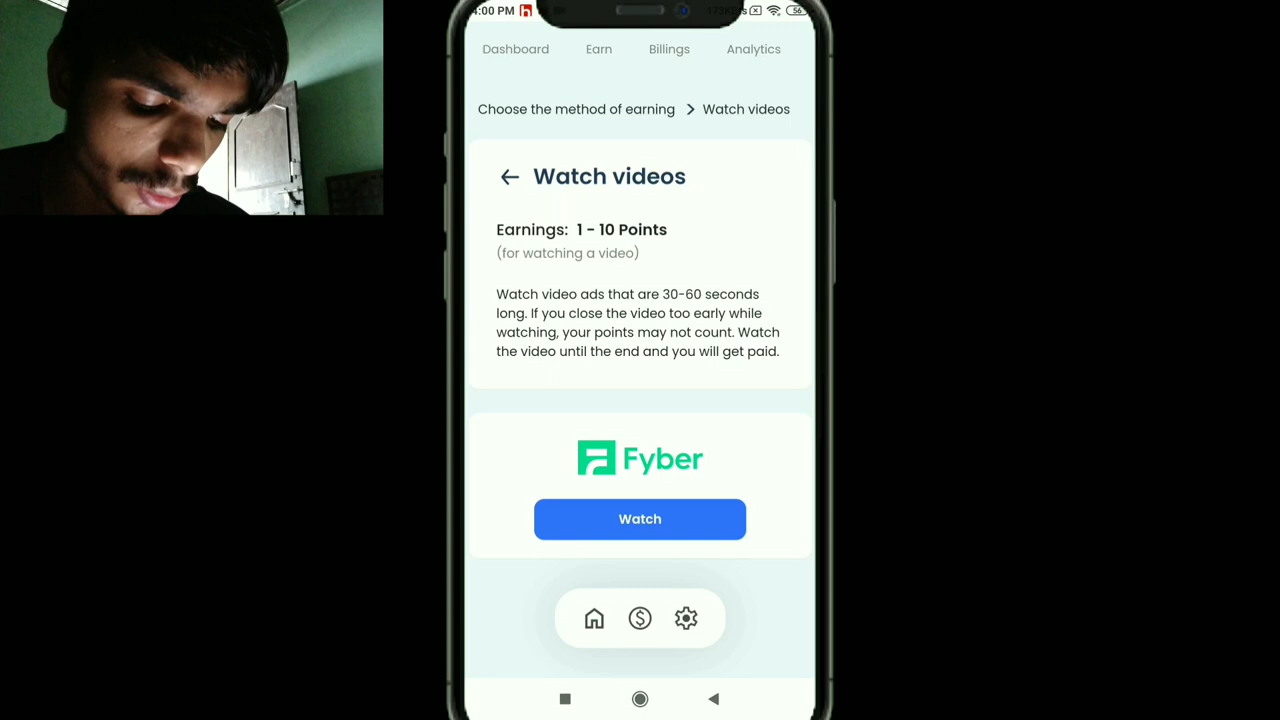 4:00 PM
56
Dashboard Earn Billings Analytics
Choose the method of earning > Watch videos
← Watch videos
Earnings: 1 - 10 Points
(for watching a video)
Watch video ads that are 30-60 seconds
long. If you close the video too early while
watching, your points may not count. Watch
the video until the end and you will get paid.
Fyber
Watch